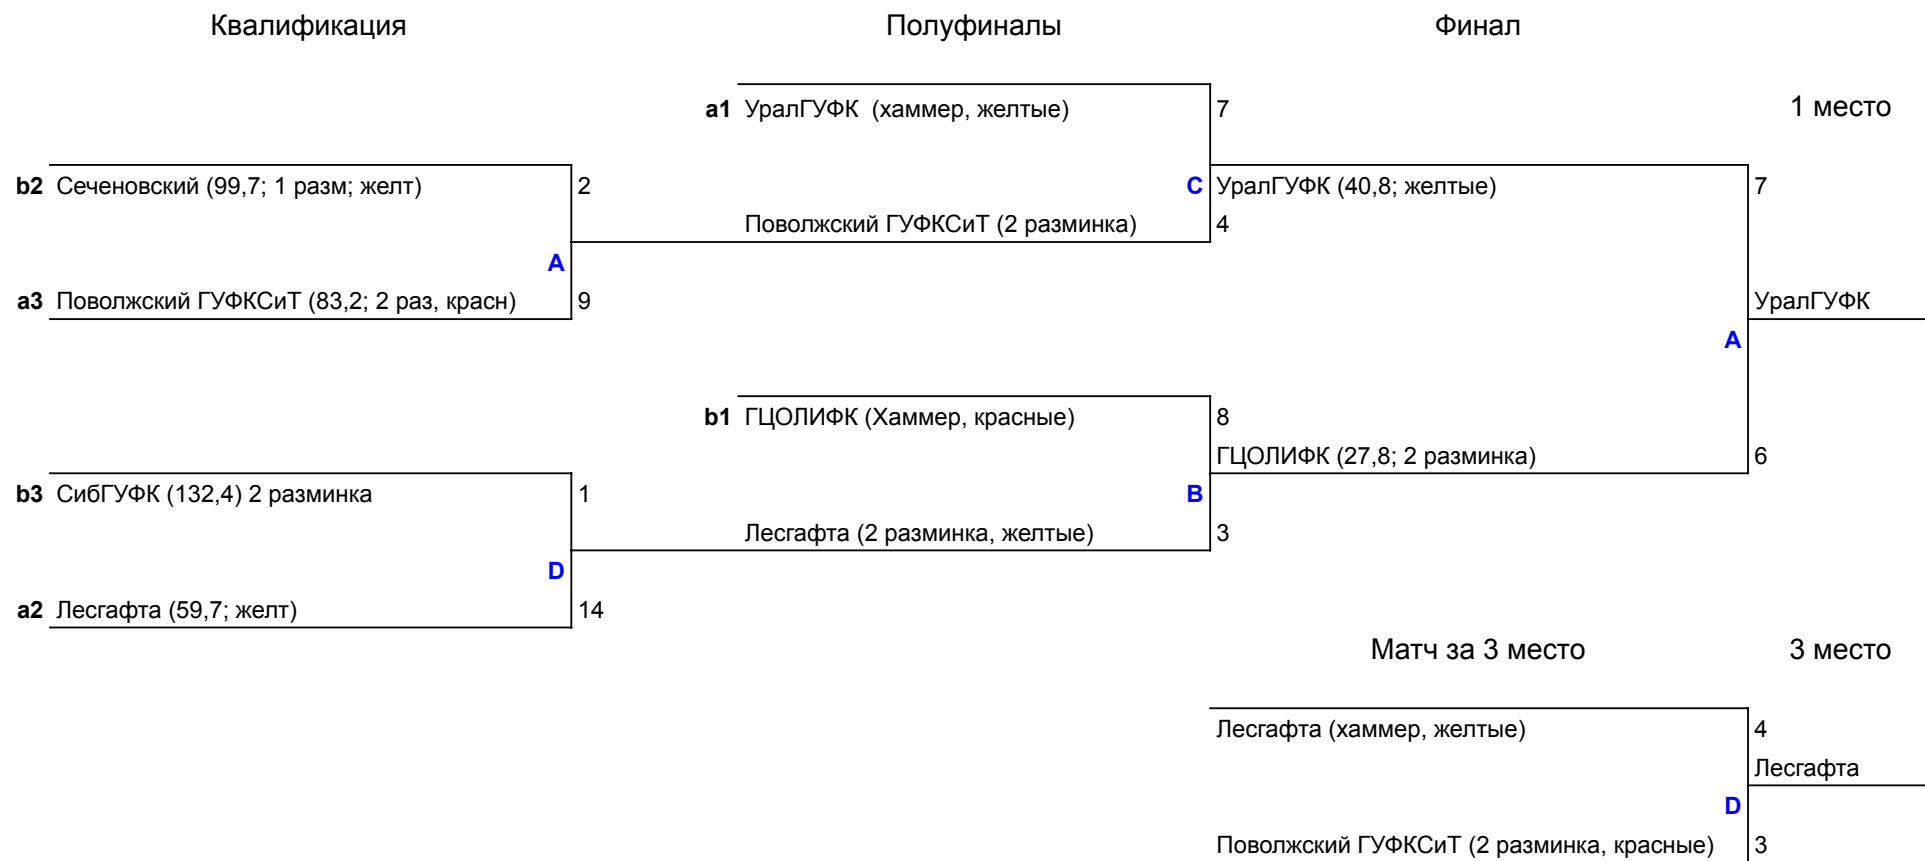 Квалификация
Полуфиналы
Финал
a1 УралГУФК (хаммер, желтые) 7
1 место
b2 Сеченовский (99,7; 1 разм; желт) 2
C УралГУФК (40,8; желтые) 7
Поволжский ГУФКСиТ (2 разминка) 4
A
a3 Поволжский ГУФКСиТ (83,2; 2 раз, красн) 9
УралГУФК
A
b1 ГЦОЛИФК (Хаммер, красные) 8
ГЦОЛИФК (27,8; 2 разминка) 6
b3 СибГУФК (132,4) 2 разминка 1
B
Лесгафта (2 разминка, желтые) 3
D
a2 Лесгафта (59,7; желт) 14
Матч за 3 место
3 место
Лесгафта (хаммер, желтые) 4
Лесгафта
D
Поволжский ГУФКСиТ (2 разминка, красные) 3